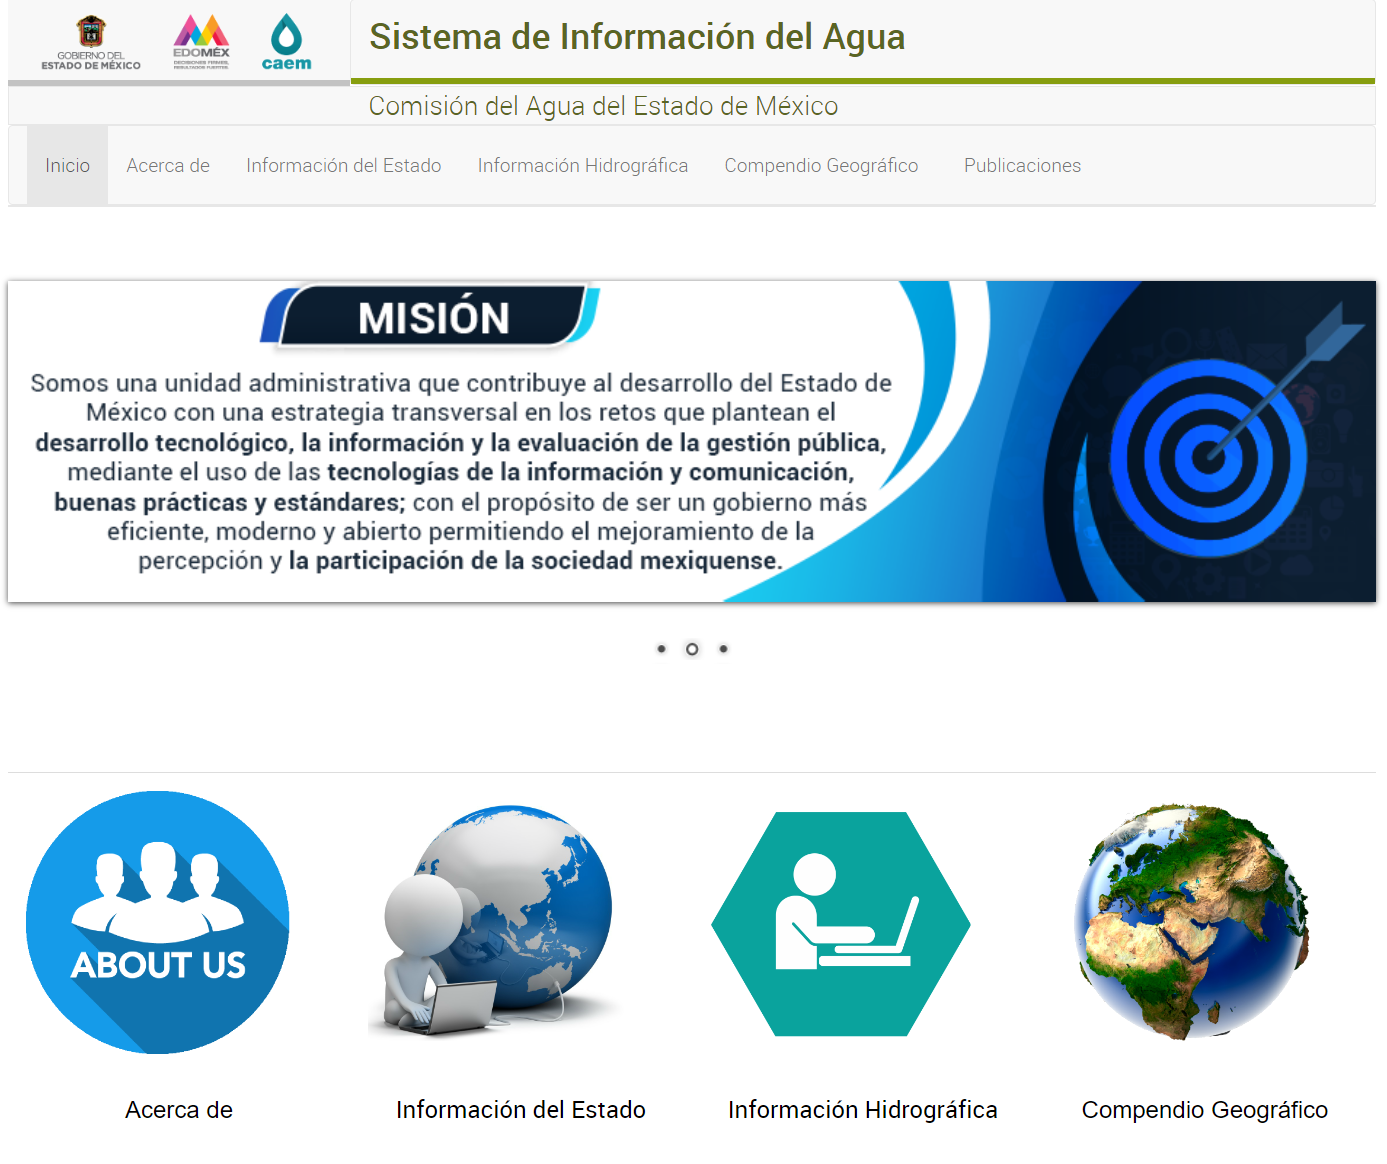 GOBIERNO DEL
ESTADO DE MÉXICO
EDOMÉX
DECISIONES FIRMES,
RESULTADOS FUERTES.
caem
Sistema de Información del Agua
Comisión del Agua del Estado de México
Inicio
Acerca de
Información del Estado
Información Hidrográfica
Compendio Geográfico
Publicaciones
MISIÓN
Somos una unidad administrativa que contribuye al desarrollo del Estado de
México con una estrategia transversal en los retos que plantean el
desarrollo tecnológico, la información y la evaluación de la gestión pública,
mediante el uso de las tecnologías de la información y comunicación,
buenas prácticas y estándares; con el propósito de ser un gobierno más
eficiente, moderno y abierto permitiendo el mejoramiento de la
percepción y la participación de la sociedad mexiquense.
ABOUT US
Acerca de
Información del Estado
Información Hidrográfica
Compendio Geográfico